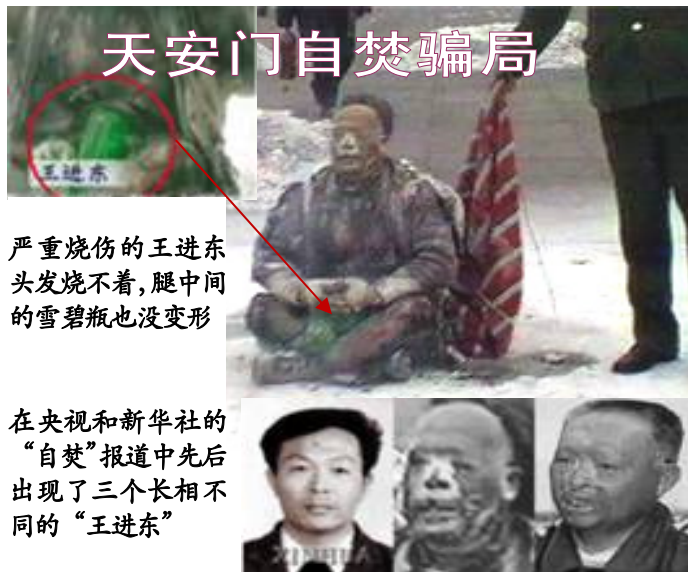 天安门自焚骗局
王进东
严重烧伤的王进东
头发烧不着，腿中间
的雪碧瓶也没变形
在央视和新华社的
“自焚”报道中先后
出现了三个长相不
同的“王进东”
XINHUA